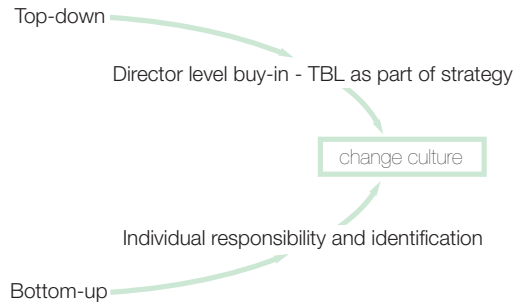 Top-down
Director level buy-in - TBL as part of strategy
change culture
Individual responsibility and identification
Bottom-up